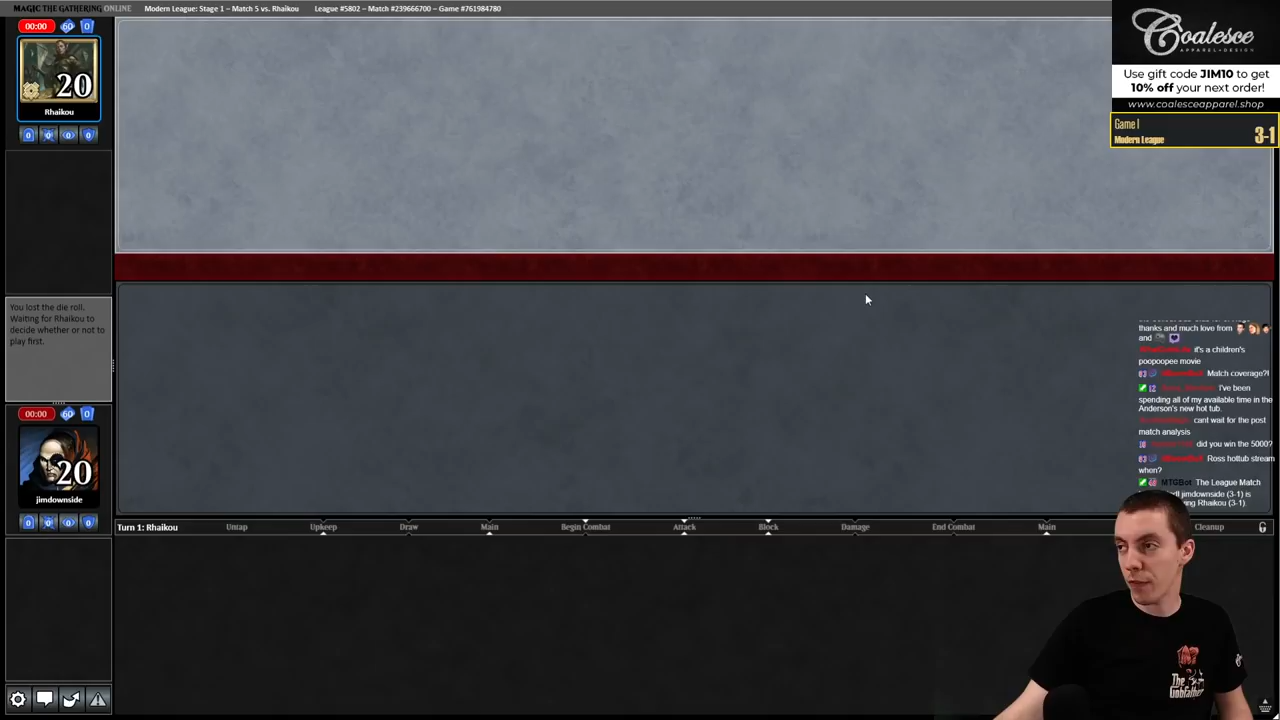 MAGIC THE GATHERING ONLINE
Modern League: Stage 1 – Match 5 vs. Rhaikou
League #5802 – Match #239666700 – Game #761984780
00:00 60 0
20
Rhaikou
0 0 0 0
Coalesce
APPAREL+DESIGN
Use gift code JIM10 to get
10% off your next order!
www.coalesceapparel.shop
Game 1
Modern League
3-1
You lost the die roll.
Waiting for Rhaikou to
decide whether or not to
play first.
00:00 60 0
20
jimdownside
0 0 0 0
thanks and much love from
and
it's a children's
poopoopee movie
Match coverage?!
12 I've been
spending all of my available time in the
Anderson's new hot tub.
cant wait for the post
match analysis
did you win the 5000?
Ross hottub stream
when?
MTGBot The League Match
jimdownside (3-1) is
Rhaikou (3-1).
Turn 1: Rhaikou
Untap
Upkeep
Draw
Main
Begin Combat
Attack
Block
Damage
End Combat
Main
Cleanup
The
Gobfather